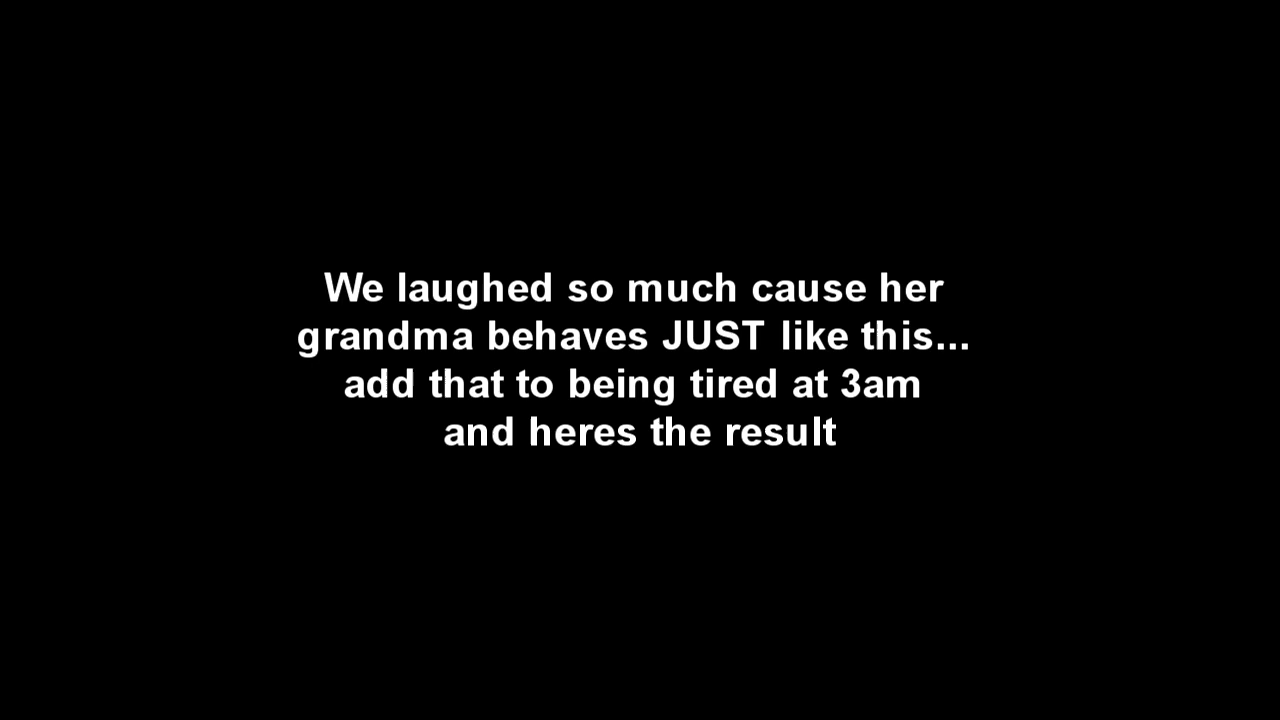 We laughed so much cause her
grandma behaves JUST like this...
add that to being tired at 3am
and heres the result